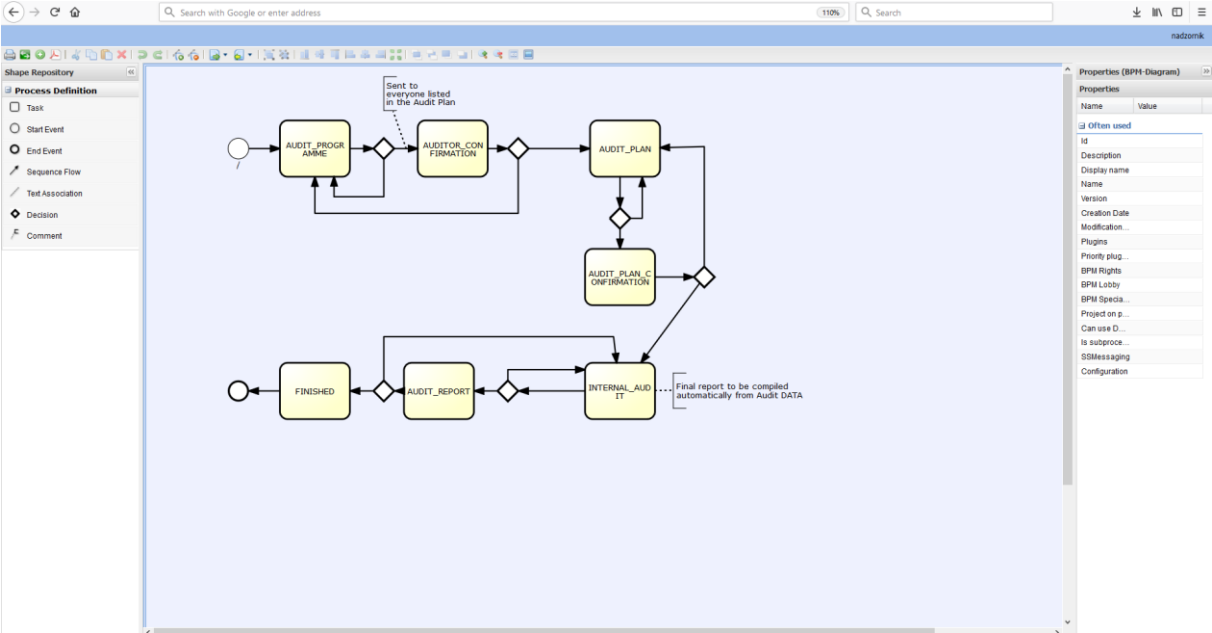 Search with Google or enter address
110%
Search
nadzornik
Shape Repository
Process Definition
Task
Start Event
End Event
Sequence Flow
Text Association
Decision
Comment
Sent to
everyone listed
in the Audit Plan
AUDIT_PROGR
AMME
AUDITOR_CON
FIRMATION
AUDIT_PLAN
AUDIT_PLAN_C
ONFIRMATION
FINISHED
AUDIT_REPORT
INTERNAL_AUD
IT
Final report to be compiled
automatically from Audit DATA
Properties (BPM-Diagram)
Properties
Name Value
Often used
Id
Description
Display name
Name
Version
Creation Date
Modification...
Plugins
Priority plug...
BPM Rights
BPM Lobby
BPM Specia...
Project on p...
Can use D...
Is subproce...
SSMessaging
Configuration